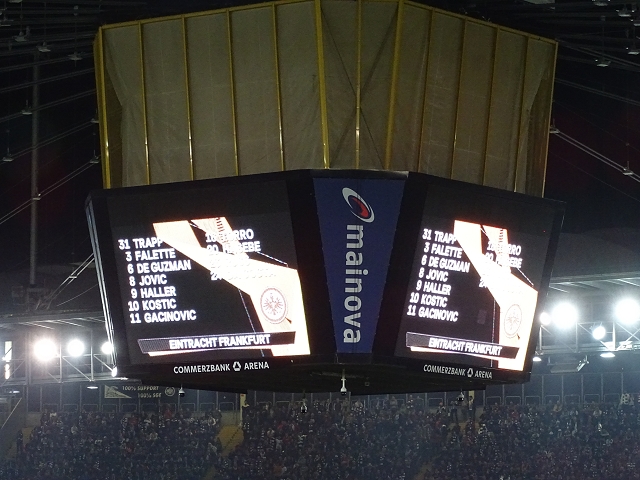 31 TRAPP
3 FALETTE
6 DE GUZMAN
8 JOVIC
9 HALLER
10 KOSTIC
11 GACINOVIC
EINTRACHT FRANKFURT
COMMERZBANK ARENA
mainova
31 TRAPP
3 FALETTE
6 DE GUZMAN
8 JOVIC
9 HALLER
10 KOSTIC
11 GACINOVIC
EINTRACHT FRANKFURT
COMMERZBANK ARENA
100% SUPPORT